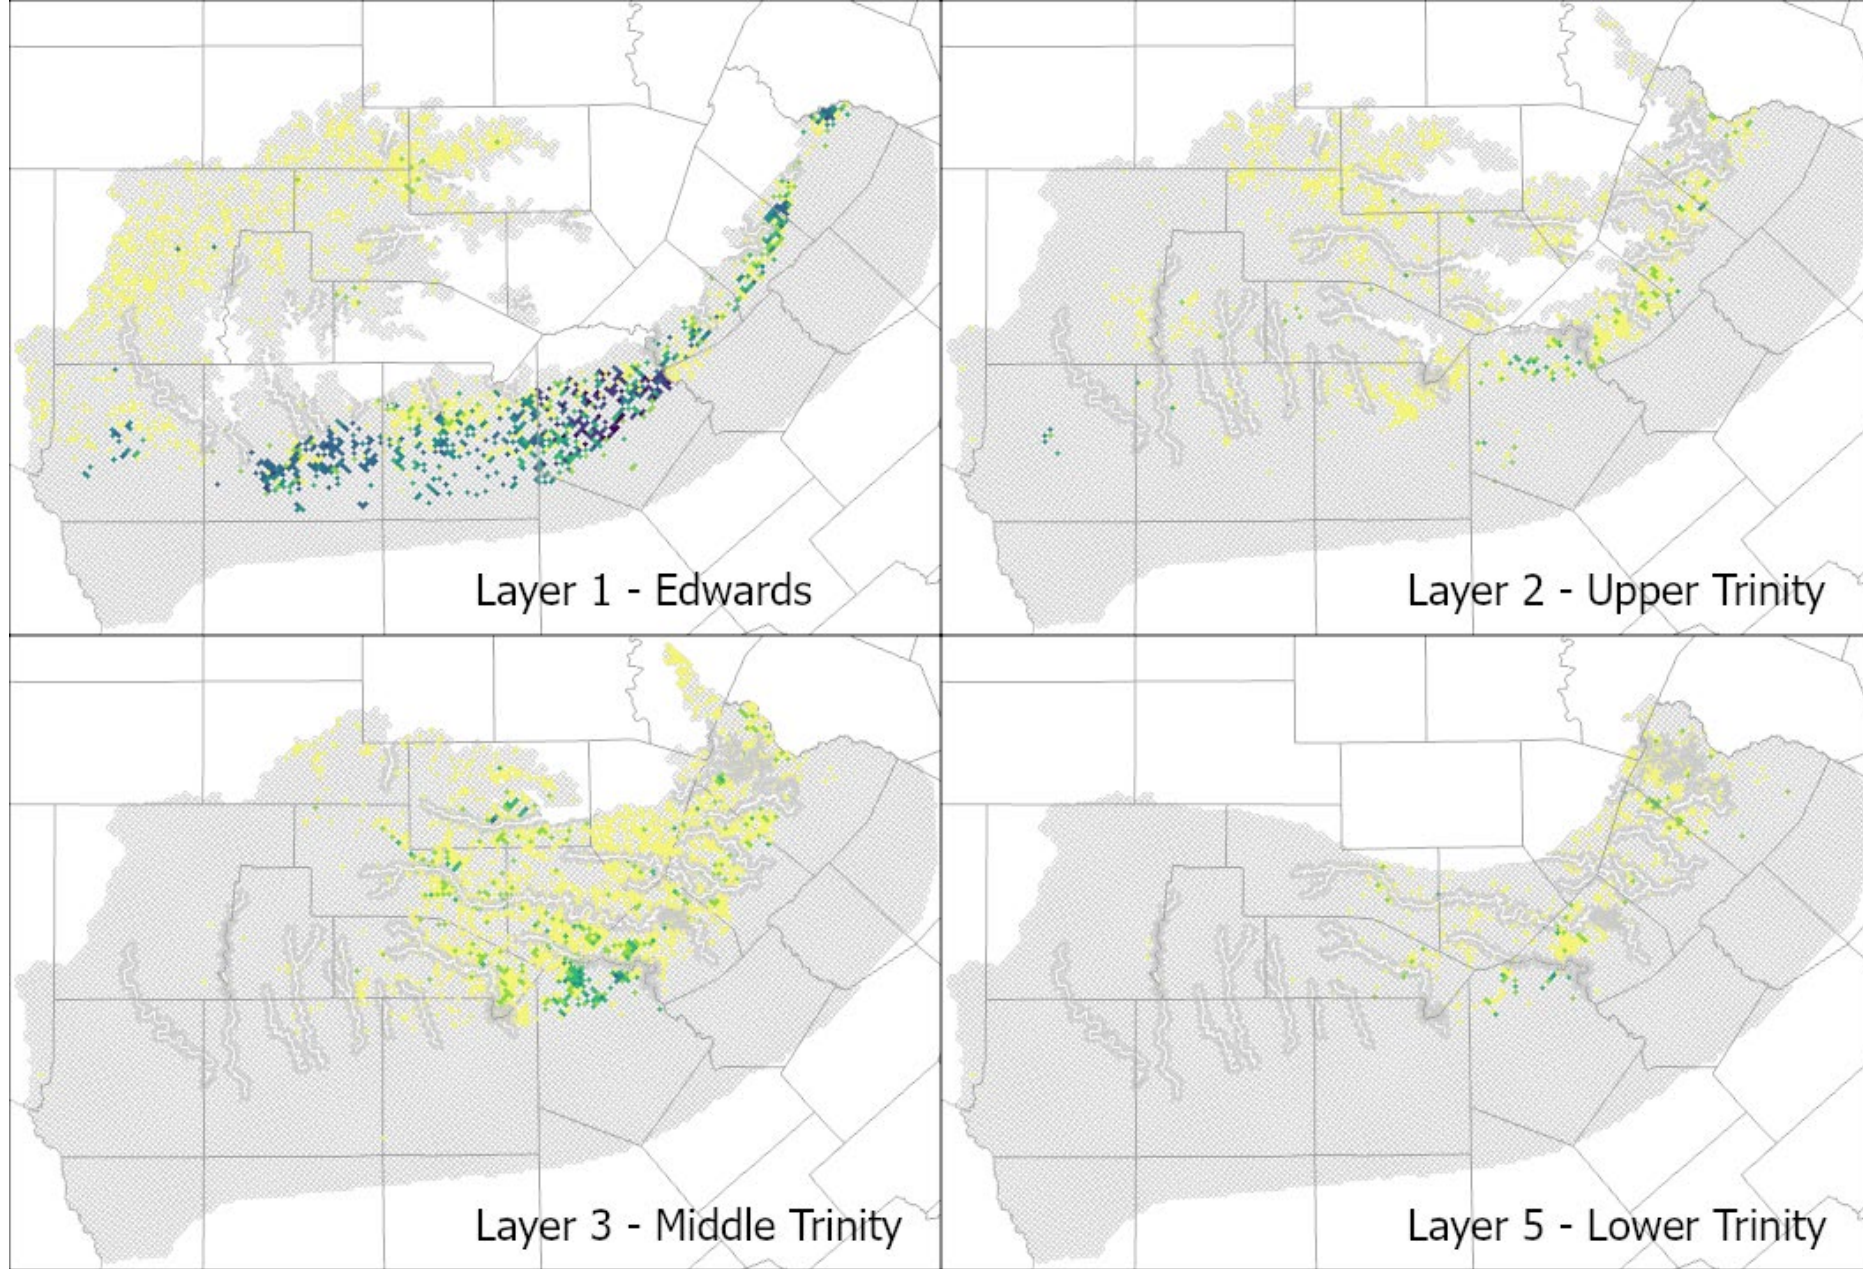 Layer 1 - Edwards
Layer 2 - Upper Trinity
Layer 3 - Middle Trinity
Layer 5 - Lower Trinity